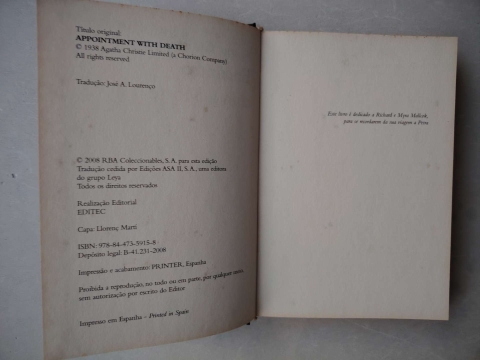 Título original:
APPOINTMENT WITH DEATH
© 1938 Agatha Christie Limited (a Chorion Company)
All rights reserved
Tradução: José A. Lourenço
© 2008 RBA Coleccionables, S.A. para esta edição
Tradução cedida por Edições ASA II, S.A., uma editora
do grupo Leya
Todos os direitos reservados
Realização Editorial
EDITEC
Capa: Llorenç Martí
ISBN: 978-84-473-5915-8
Depósito legal: B-41.231-2008
Impressão e acabamento: PRINTER, Espanha
Proibida a reprodução, no todo ou em parte, por qualquer meio,
sem autorização por escrito do Editor
Impresso em Espanha - Printed in Spain
Este livro é dedicado a Richard e Myra Mallock,
para se recordarem da sua viagem a Petra.